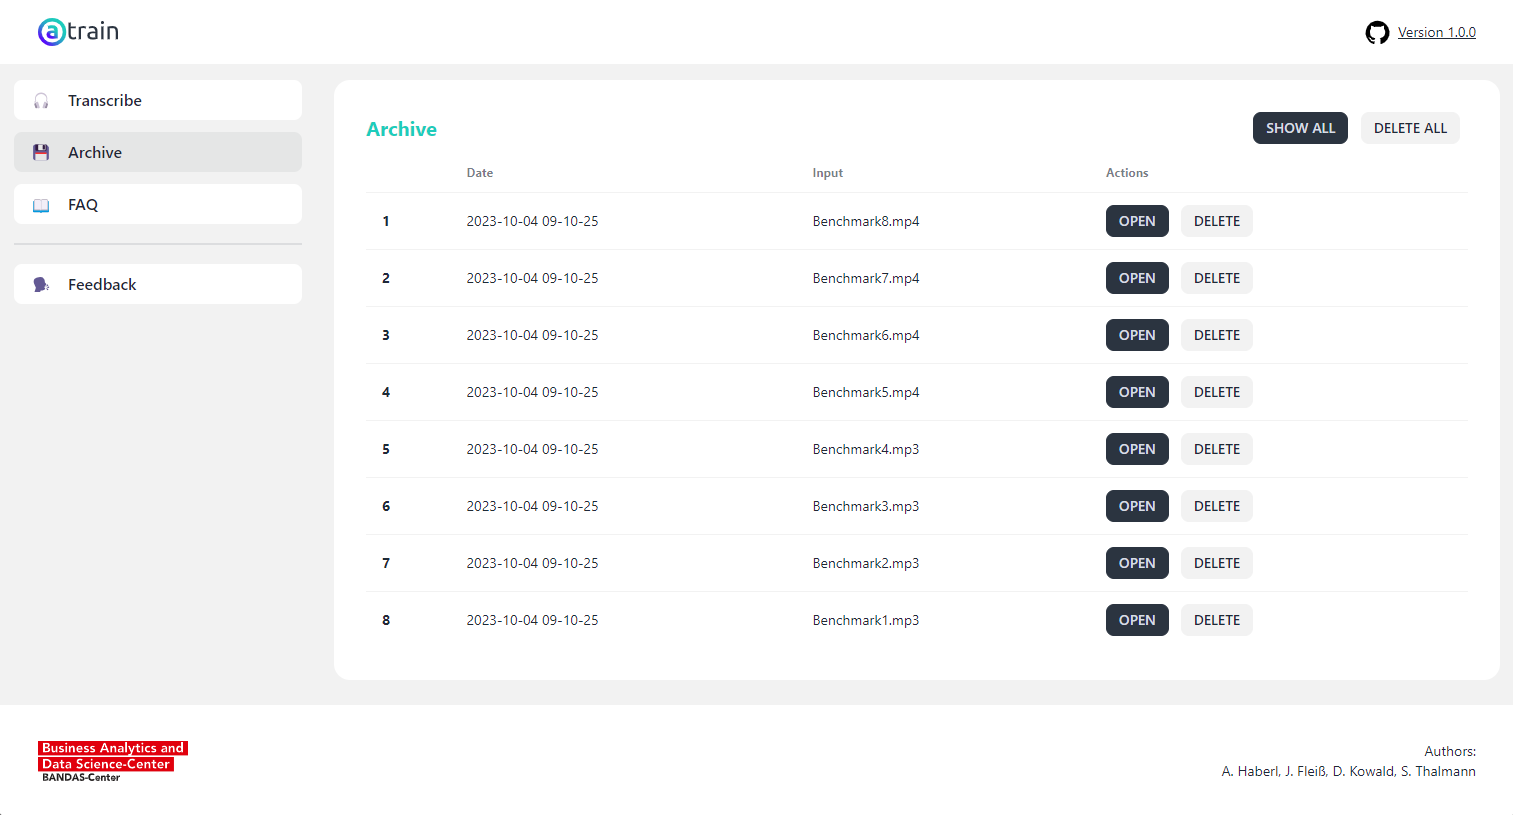 atrain
Version 1.0.0
Transcribe
Archive
FAQ
Feedback
Archive
SHOW ALL DELETE ALL
Date Input Actions
1 2023-10-04 09-10-25 Benchmark8.mp4 OPEN DELETE
2 2023-10-04 09-10-25 Benchmark7.mp4 OPEN DELETE
3 2023-10-04 09-10-25 Benchmark6.mp4 OPEN DELETE
4 2023-10-04 09-10-25 Benchmark5.mp4 OPEN DELETE
5 2023-10-04 09-10-25 Benchmark4.mp3 OPEN DELETE
6 2023-10-04 09-10-25 Benchmark3.mp3 OPEN DELETE
7 2023-10-04 09-10-25 Benchmark2.mp3 OPEN DELETE
8 2023-10-04 09-10-25 Benchmark1.mp3 OPEN DELETE
Business Analytics and
Data Science-Center
BANDAS-Center
Authors:
A. Haberl, J. Fleiß, D. Kowald, S. Thalmann